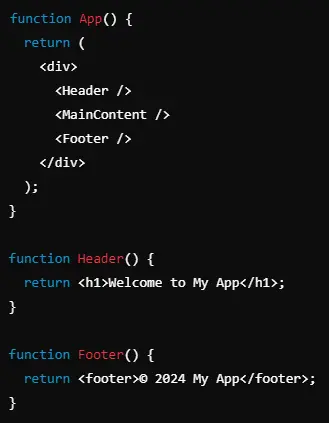 function App() {
  return (
    <div>
      <Header />
      <MainContent />
      <Footer />
    </div>
  );
}

function Header() {
  return <h1>Welcome to My App</h1>;
}

function Footer() {
  return <footer>© 2024 My App</footer>;
}